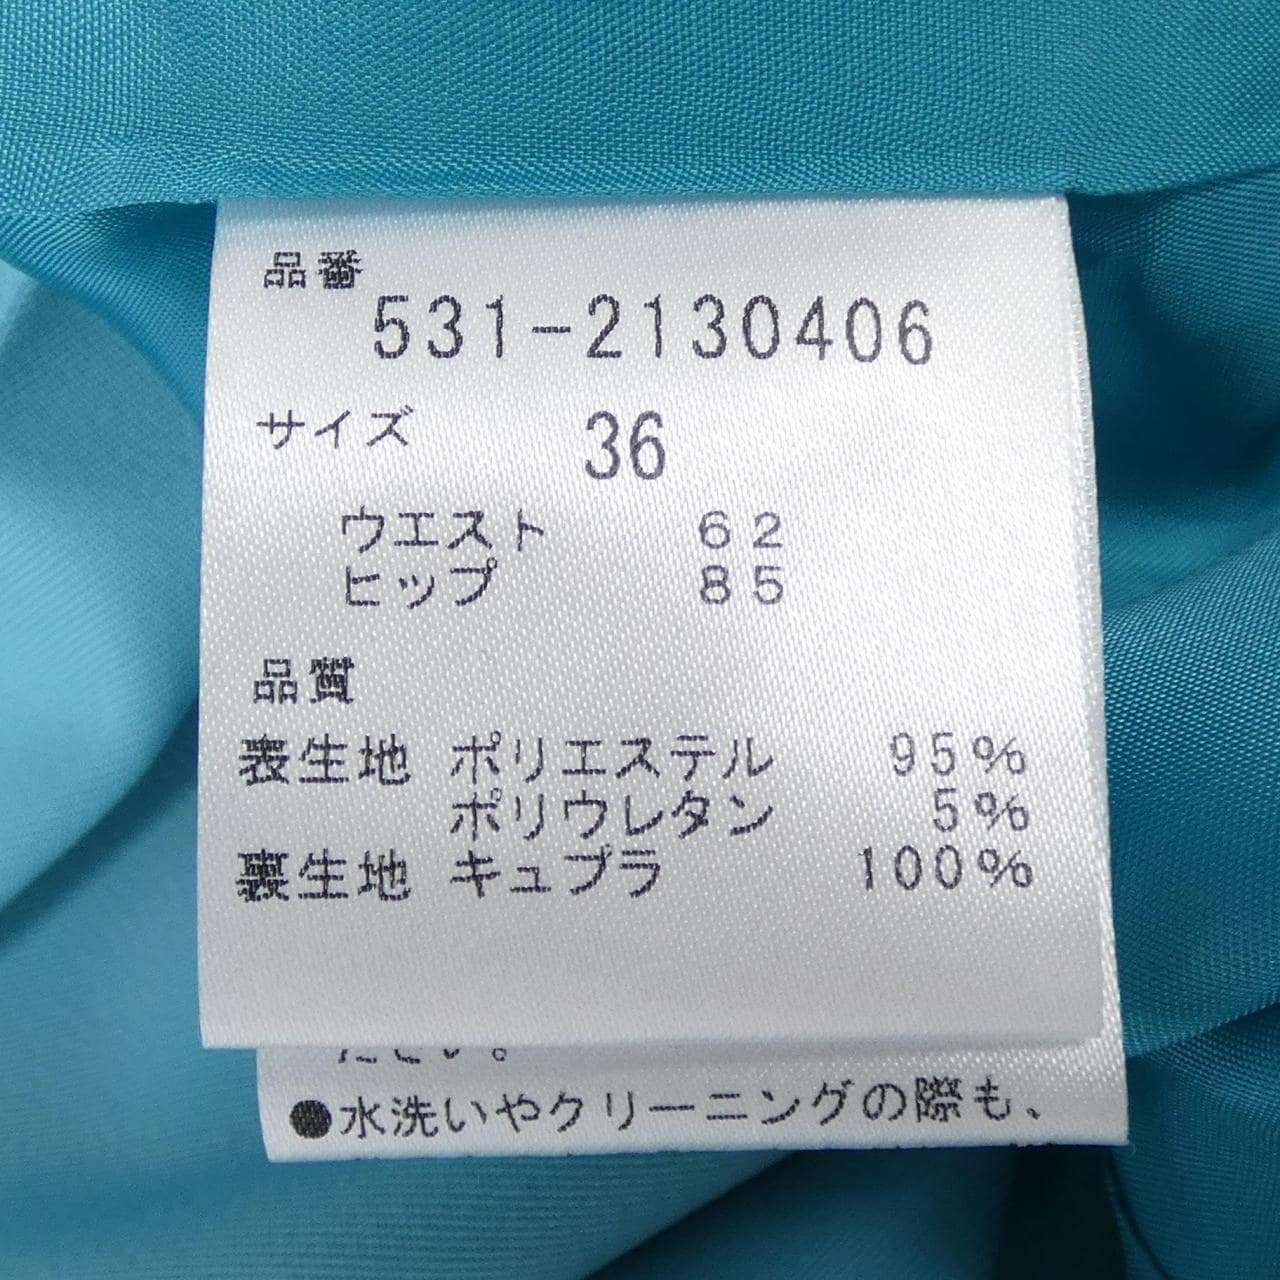 品番
531-2130406
サイズ 36
ウエスト 62
ヒップ 85
品質
表生地 ポリエステル 95%
ポリウレタン 5%
裏生地 キュプラ 100%
ださい。
●水洗いやクリーニングの際も、